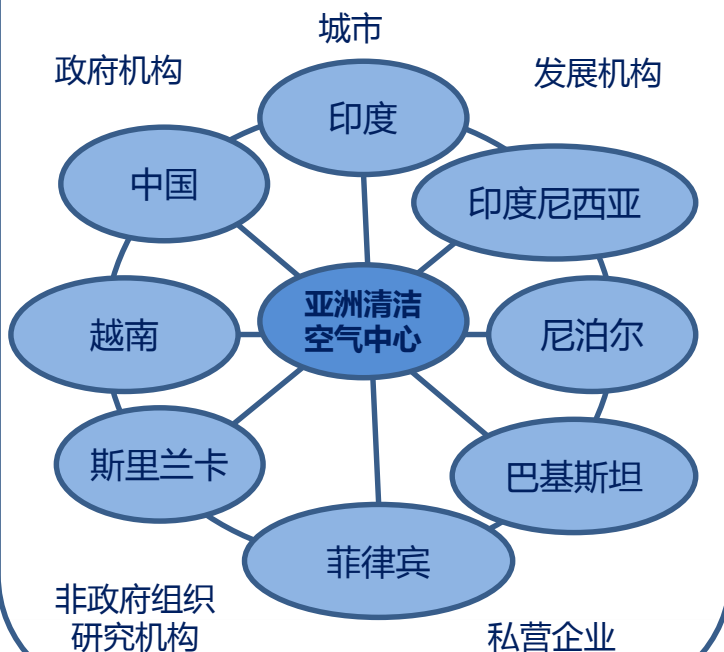 城市
政府机构
发展机构
印度
中国
印度尼西亚
亚洲清洁
空气中心
越南
尼泊尔
斯里兰卡
巴基斯坦
菲律宾
非政府组织
研究机构
私营企业